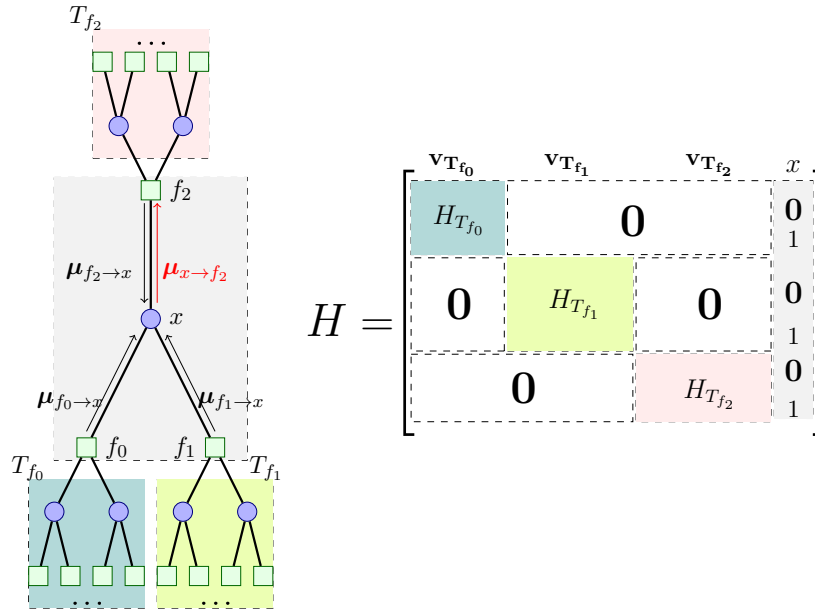 T_{f_2}
...
f_2
μ_{f_2→x} μ_{x→f_2}
x
μ_{f_0→x} μ_{f_1→x}
f_0 f_1
T_{f_0} T_{f_1}
... ...
v_{T_{f_0}} v_{T_{f_1}} v_{T_{f_2}} x
H_{T_{f_0}} 0 0
1
H = 0 H_{T_{f_1}} 0 0
1
0 H_{T_{f_2}} 0
1